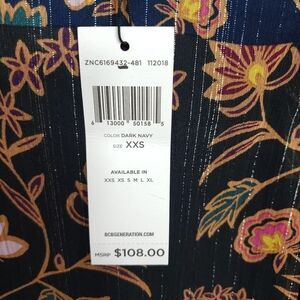 ZNC6169432-481 112018
6 13000 50158 5
COLOR DARK NAVY
SIZE XXS
AVAILABLE IN
XXS XS S M L XL
BCBGENERATION.COM
MSRP $108.00